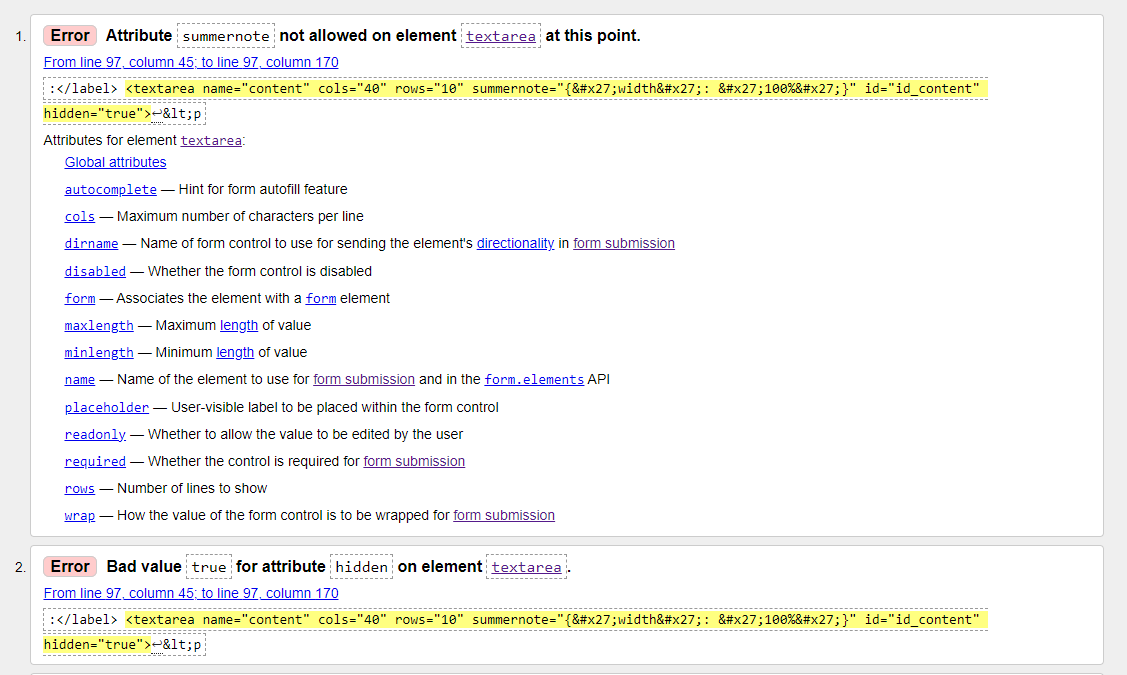 1. Error Attribute summernote not allowed on element textarea at this point.
From line 97, column 45; to line 97, column 170
:</label> <textarea name="content" cols="40" rows="10" summernote="{&#x27;width&#x27;: &#x27;100%&#x27;}" id="id_content"
hidden="true">↩&lt;p
Attributes for element textarea:
Global attributes
autocomplete — Hint for form autofill feature
cols — Maximum number of characters per line
dirname — Name of form control to use for sending the element's directionality in form submission
disabled — Whether the form control is disabled
form — Associates the element with a form element
maxlength — Maximum length of value
minlength — Minimum length of value
name — Name of the element to use for form submission and in the form.elements API
placeholder — User-visible label to be placed within the form control
readonly — Whether to allow the value to be edited by the user
required — Whether the control is required for form submission
rows — Number of lines to show
wrap — How the value of the form control is to be wrapped for form submission
2. Error Bad value true for attribute hidden on element textarea.
From line 97, column 45; to line 97, column 170
:</label> <textarea name="content" cols="40" rows="10" summernote="{&#x27;width&#x27;: &#x27;100%&#x27;}" id="id_content"
hidden="true">↩&lt;p